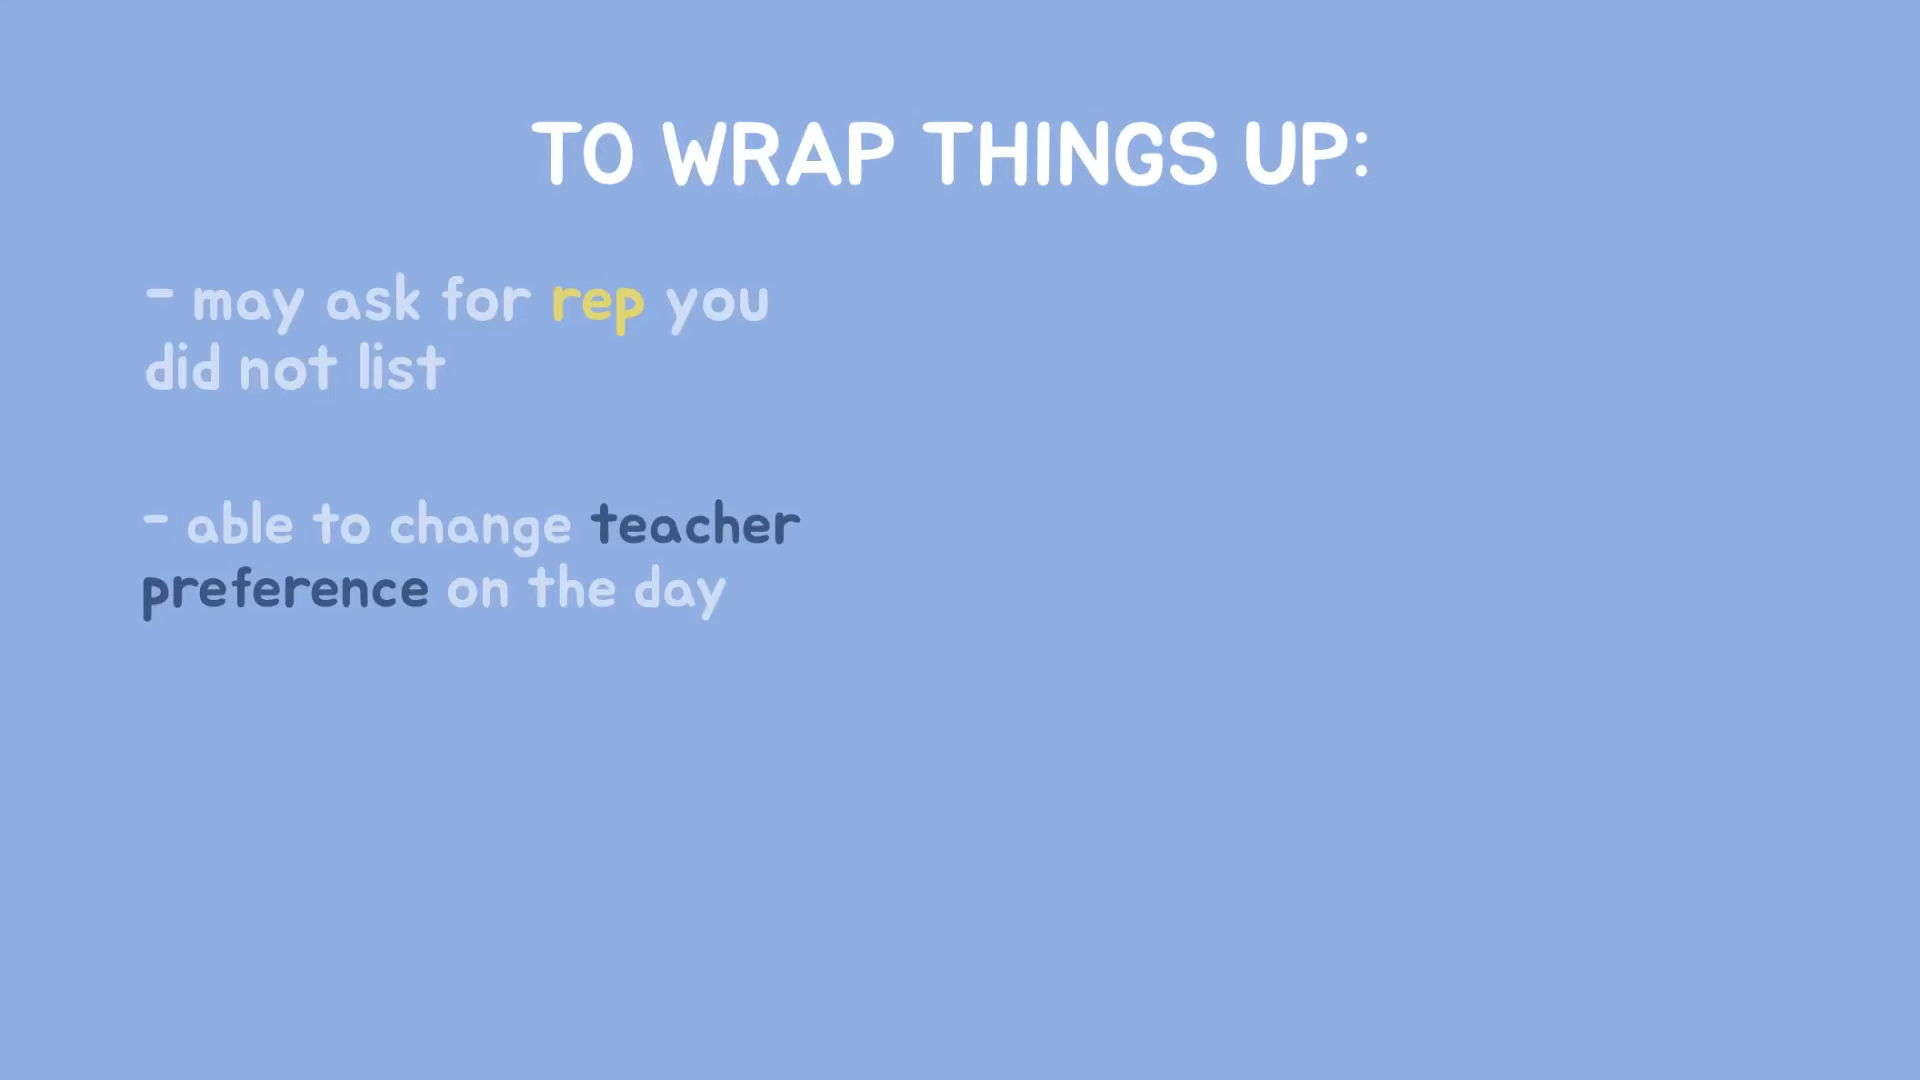 TO WRAP THINGS UP:
- may ask for rep you
did not list
- able to change teacher
preference on the day